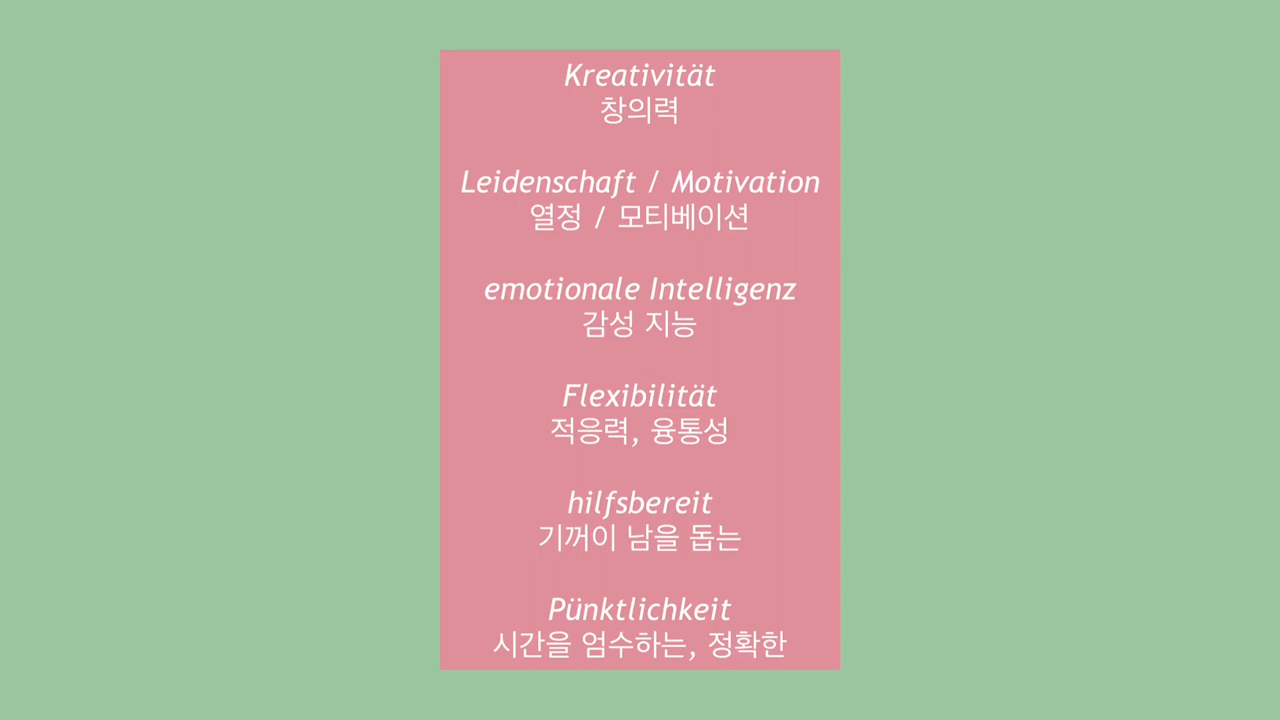 Kreativität
창의력
Leidenschaft / Motivation
열정 / 모티베이션
emotionale Intelligenz
감성 지능
Flexibilität
적응력, 융통성
hilfsbereit
기꺼이 남을 돕는
Pünktlichkeit
시간을 엄수하는, 정확한